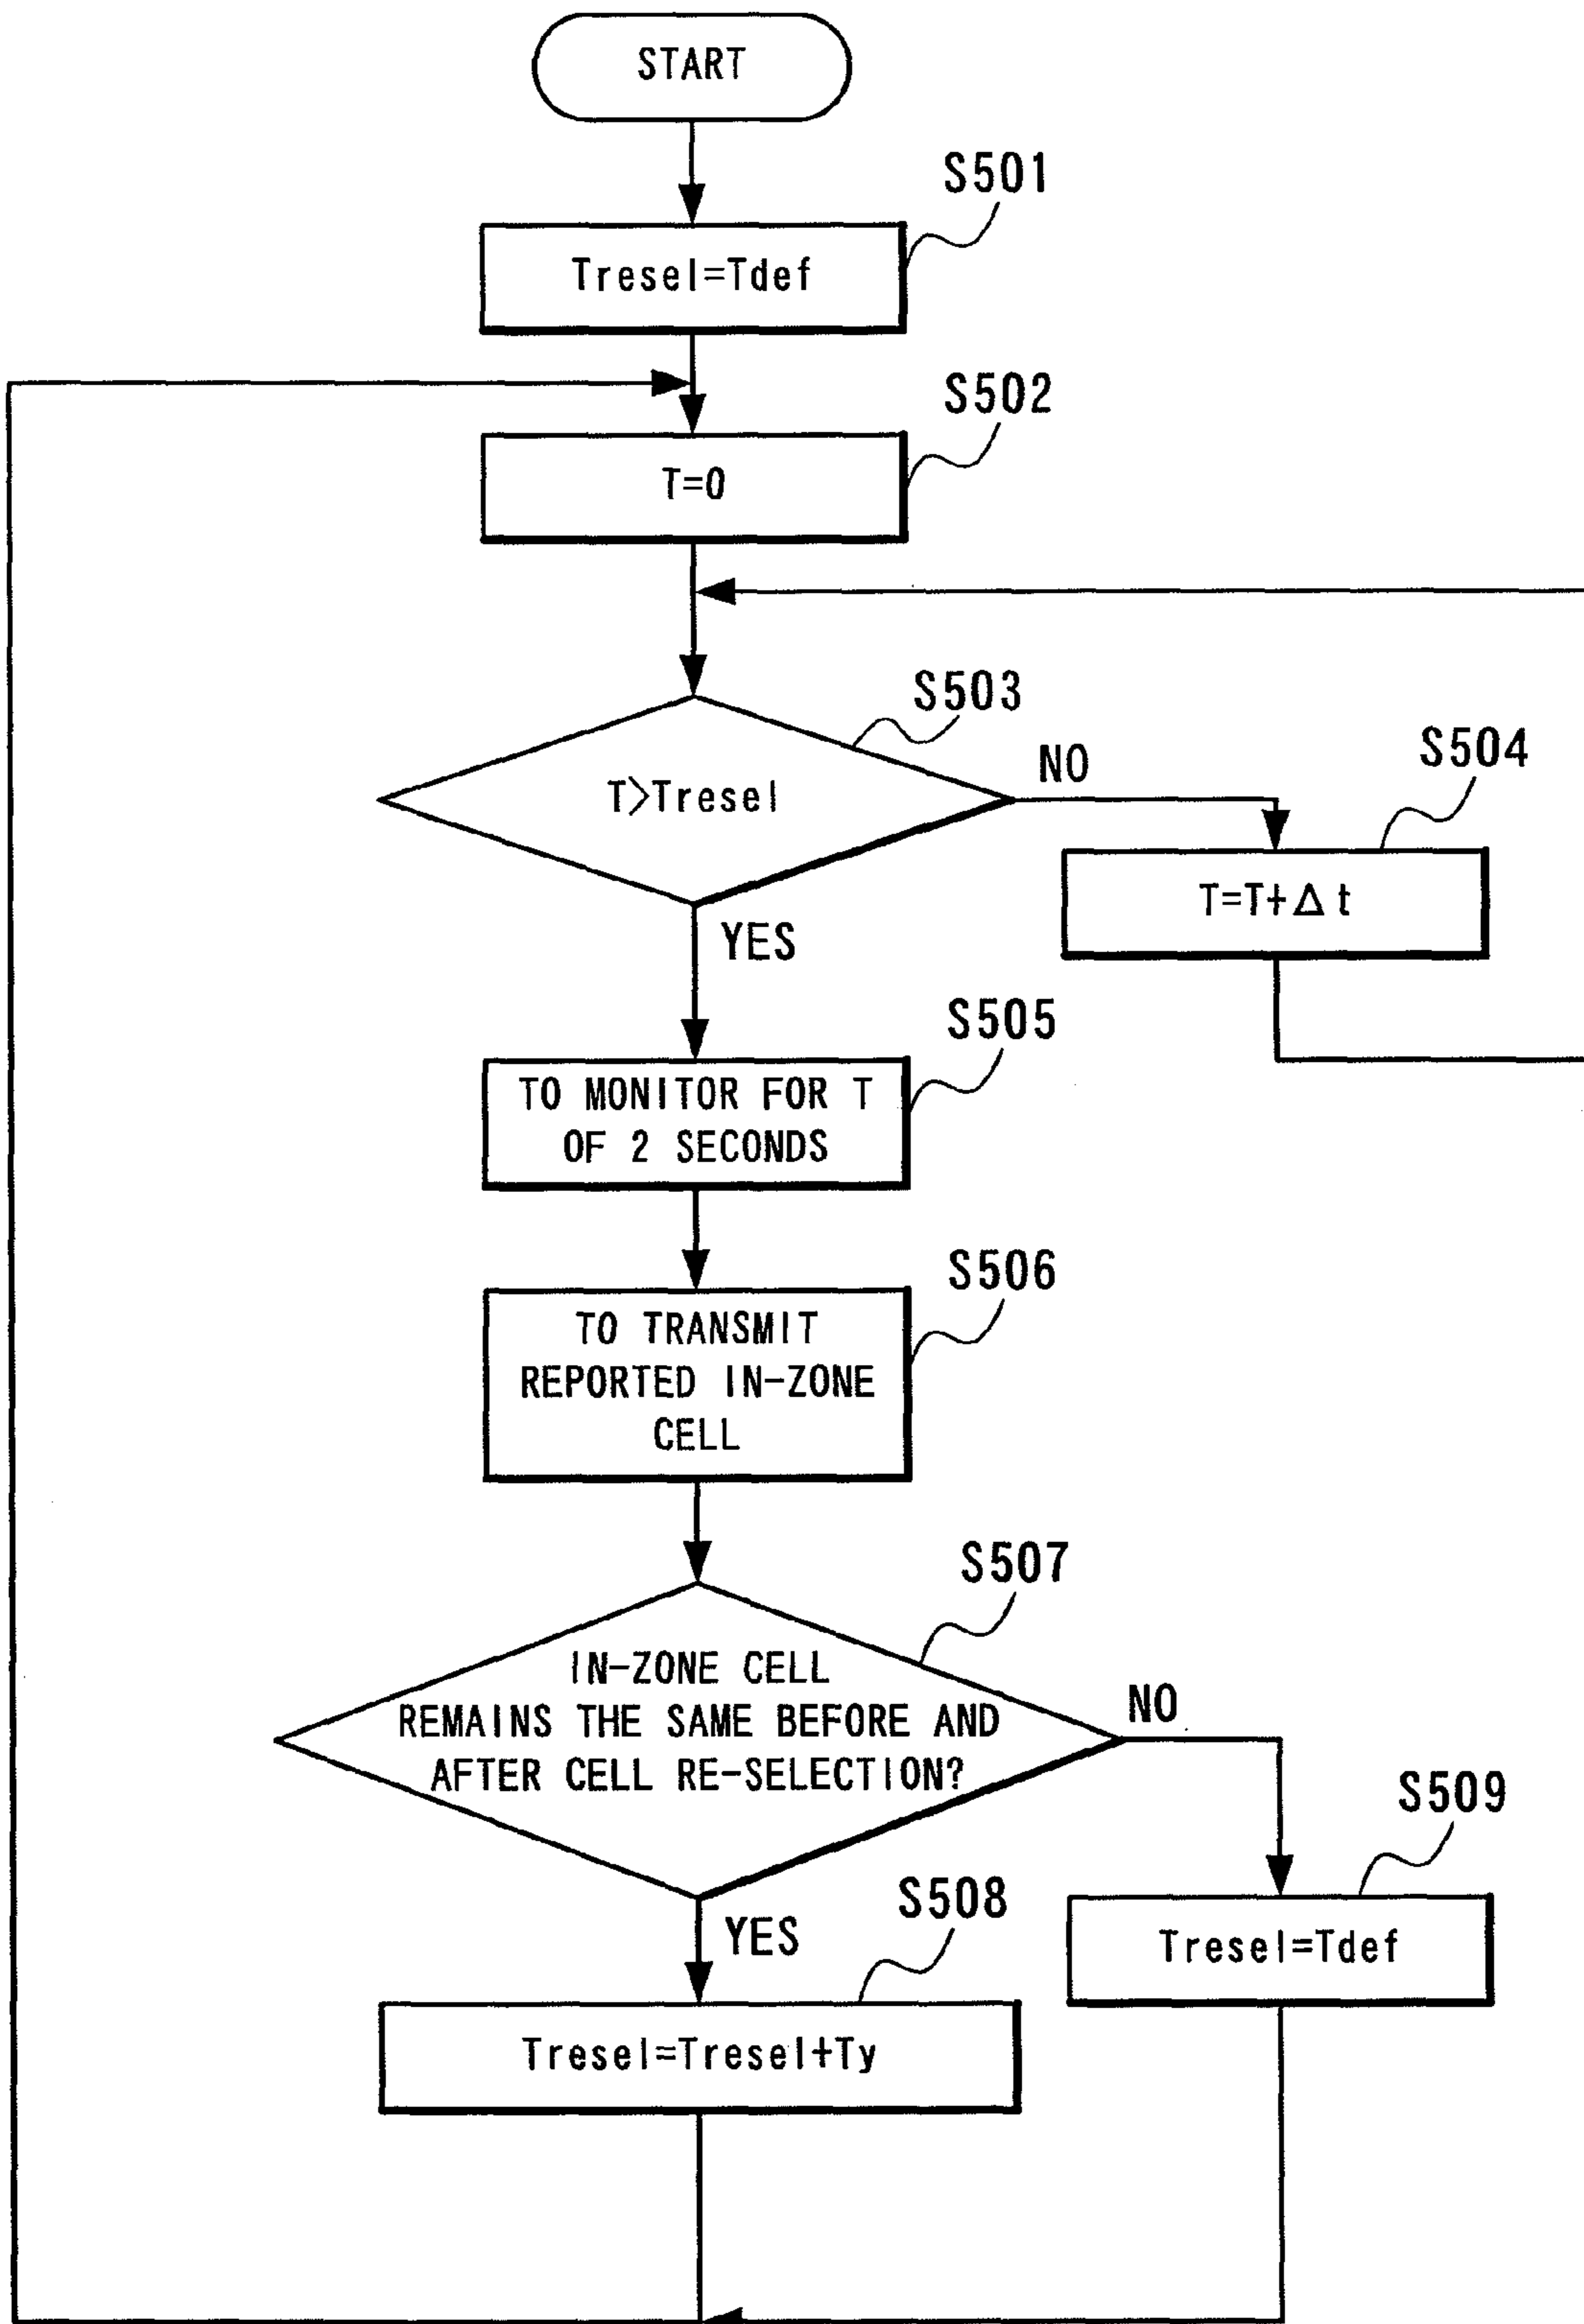 START
S501
Tresel=Tdef
S502
T=0
S503
T>Tresel
NO
S504
T=T+Δt
YES
S505
TO MONITOR FOR T
OF 2 SECONDS
S506
TO TRANSMIT
REPORTED IN-ZONE
CELL
S507
IN-ZONE CELL
REMAINS THE SAME BEFORE AND
AFTER CELL RE-SELECTION?
NO
S509
Tresel=Tdef
YES
S508
Tresel=Tresel+Ty